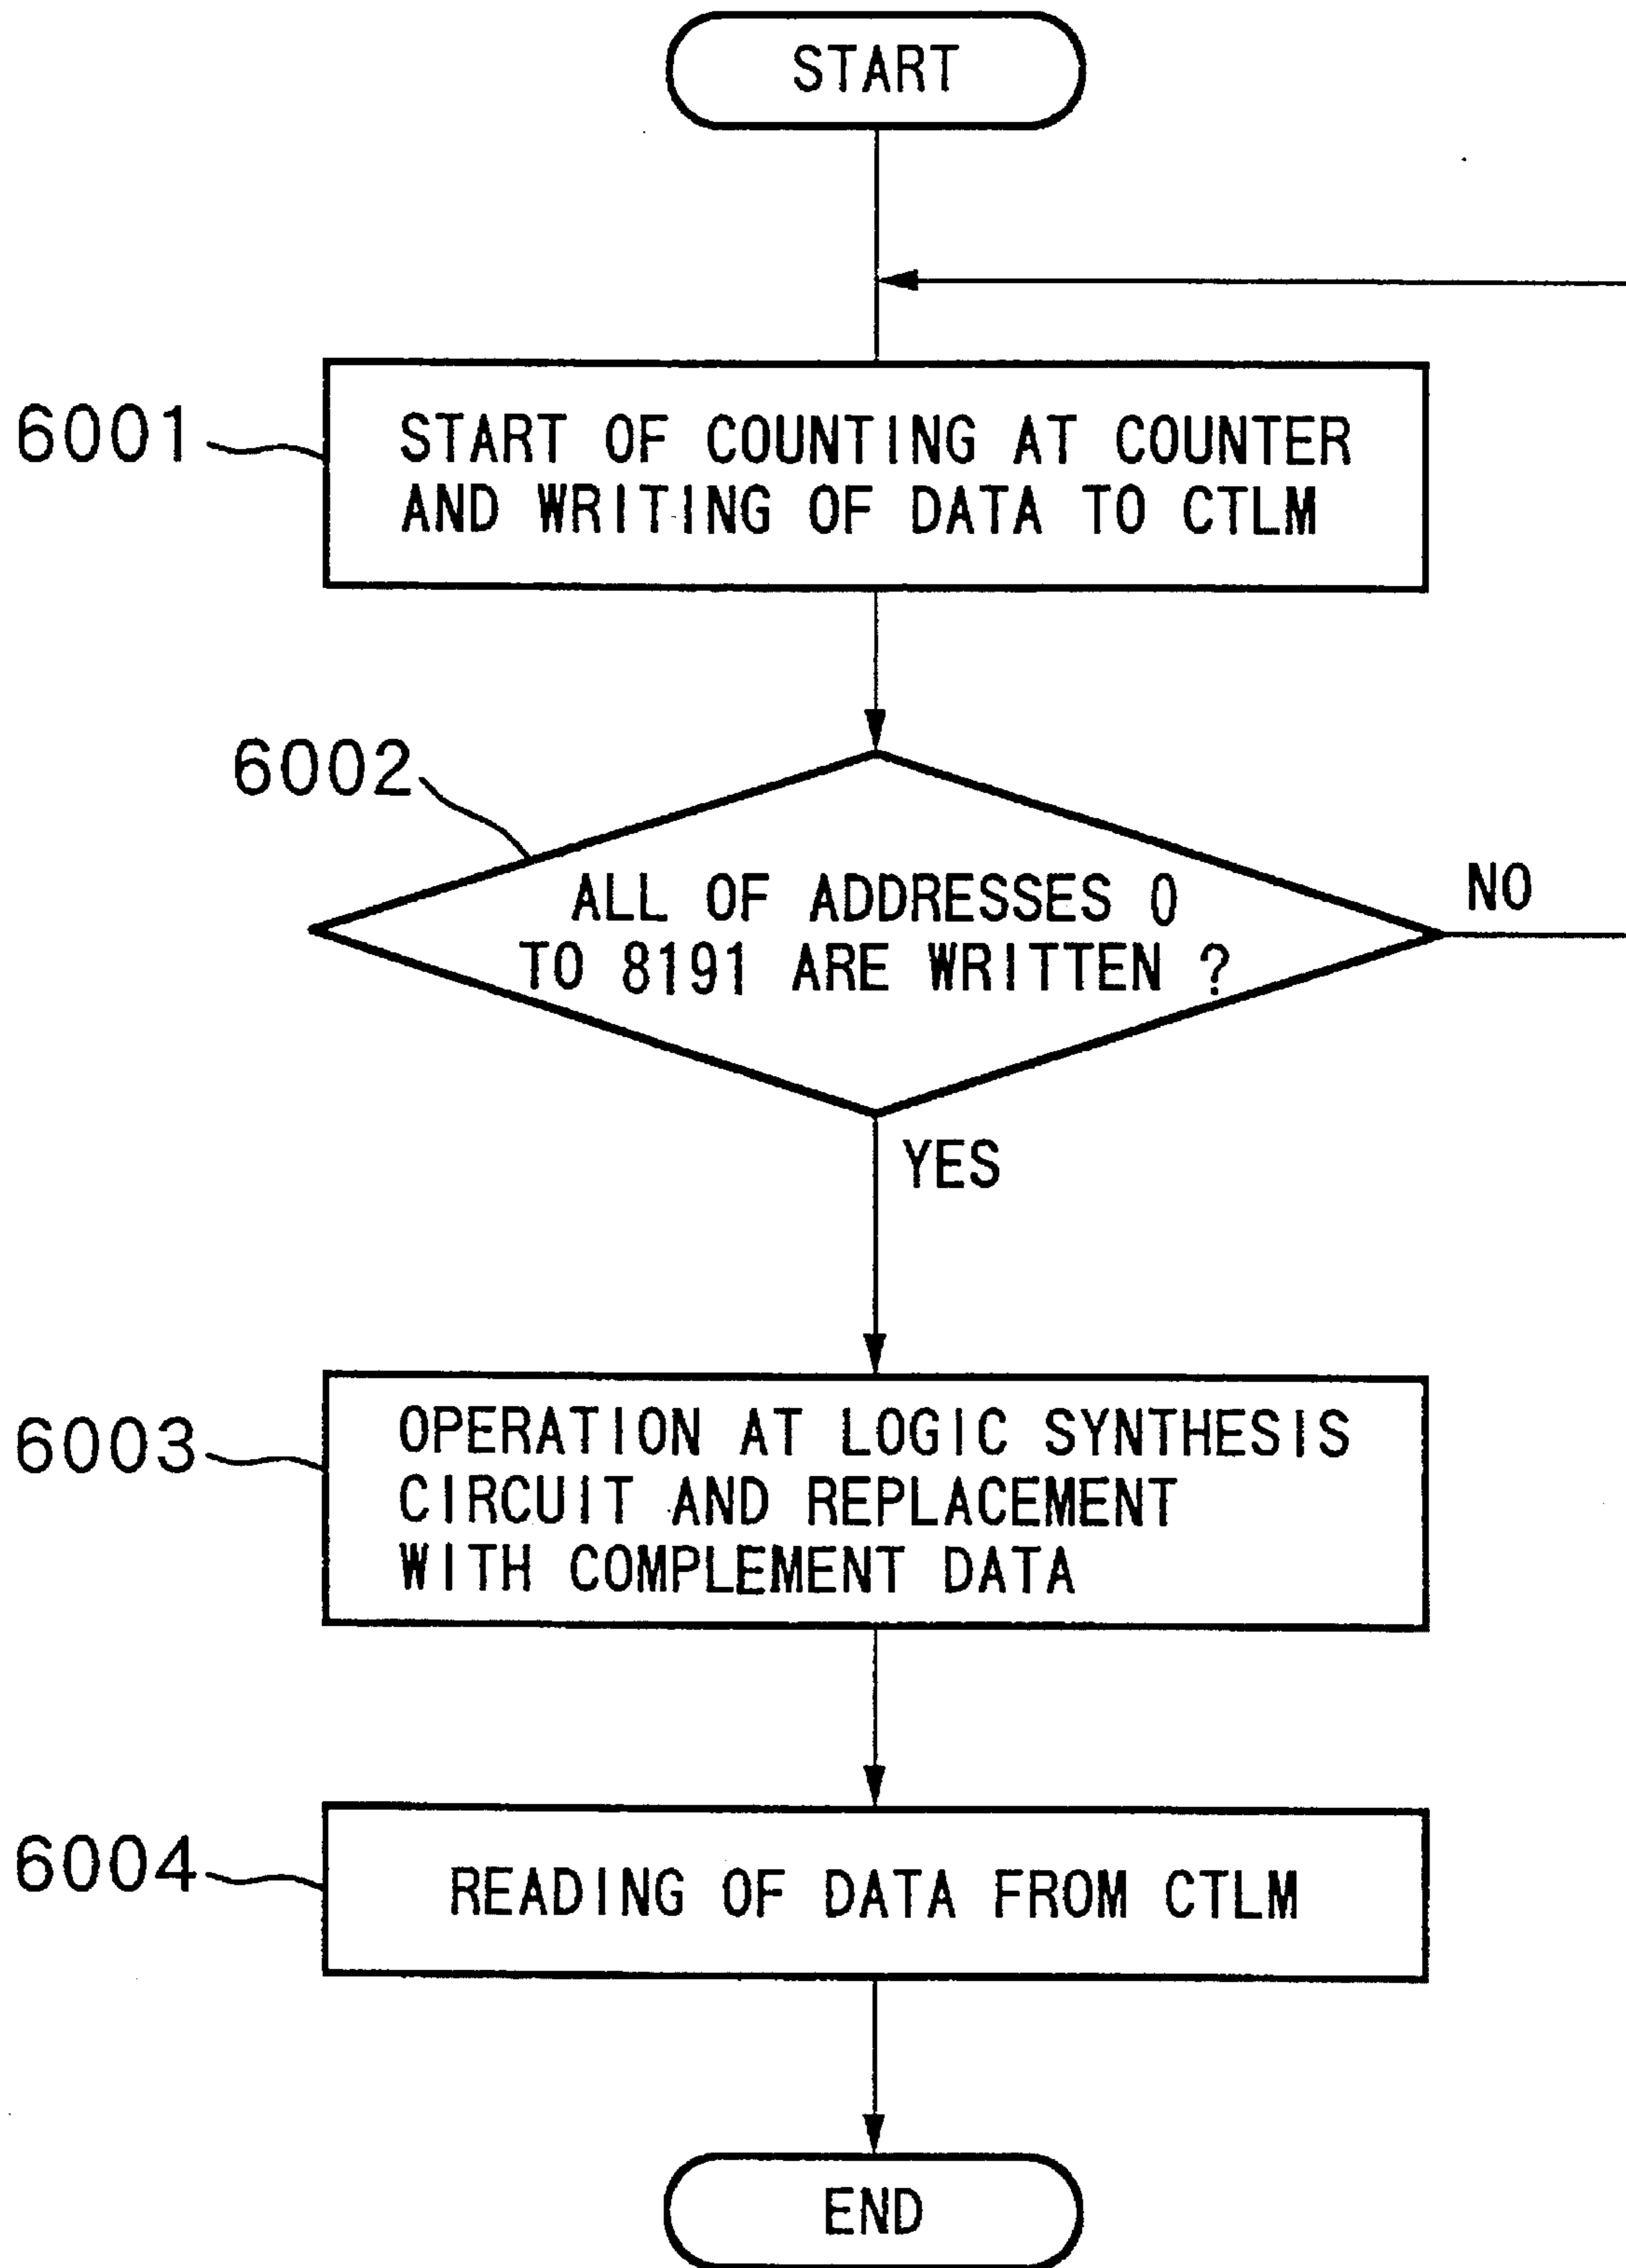 START
6001
START OF COUNTING AT COUNTER
AND WRITING OF DATA TO CTLM
6002
ALL OF ADDRESSES 0
TO 8191 ARE WRITTEN ?
NO
YES
6003
OPERATION AT LOGIC SYNTHESIS
CIRCUIT AND REPLACEMENT
WITH COMPLEMENT DATA
6004
READING OF DATA FROM CTLM
END